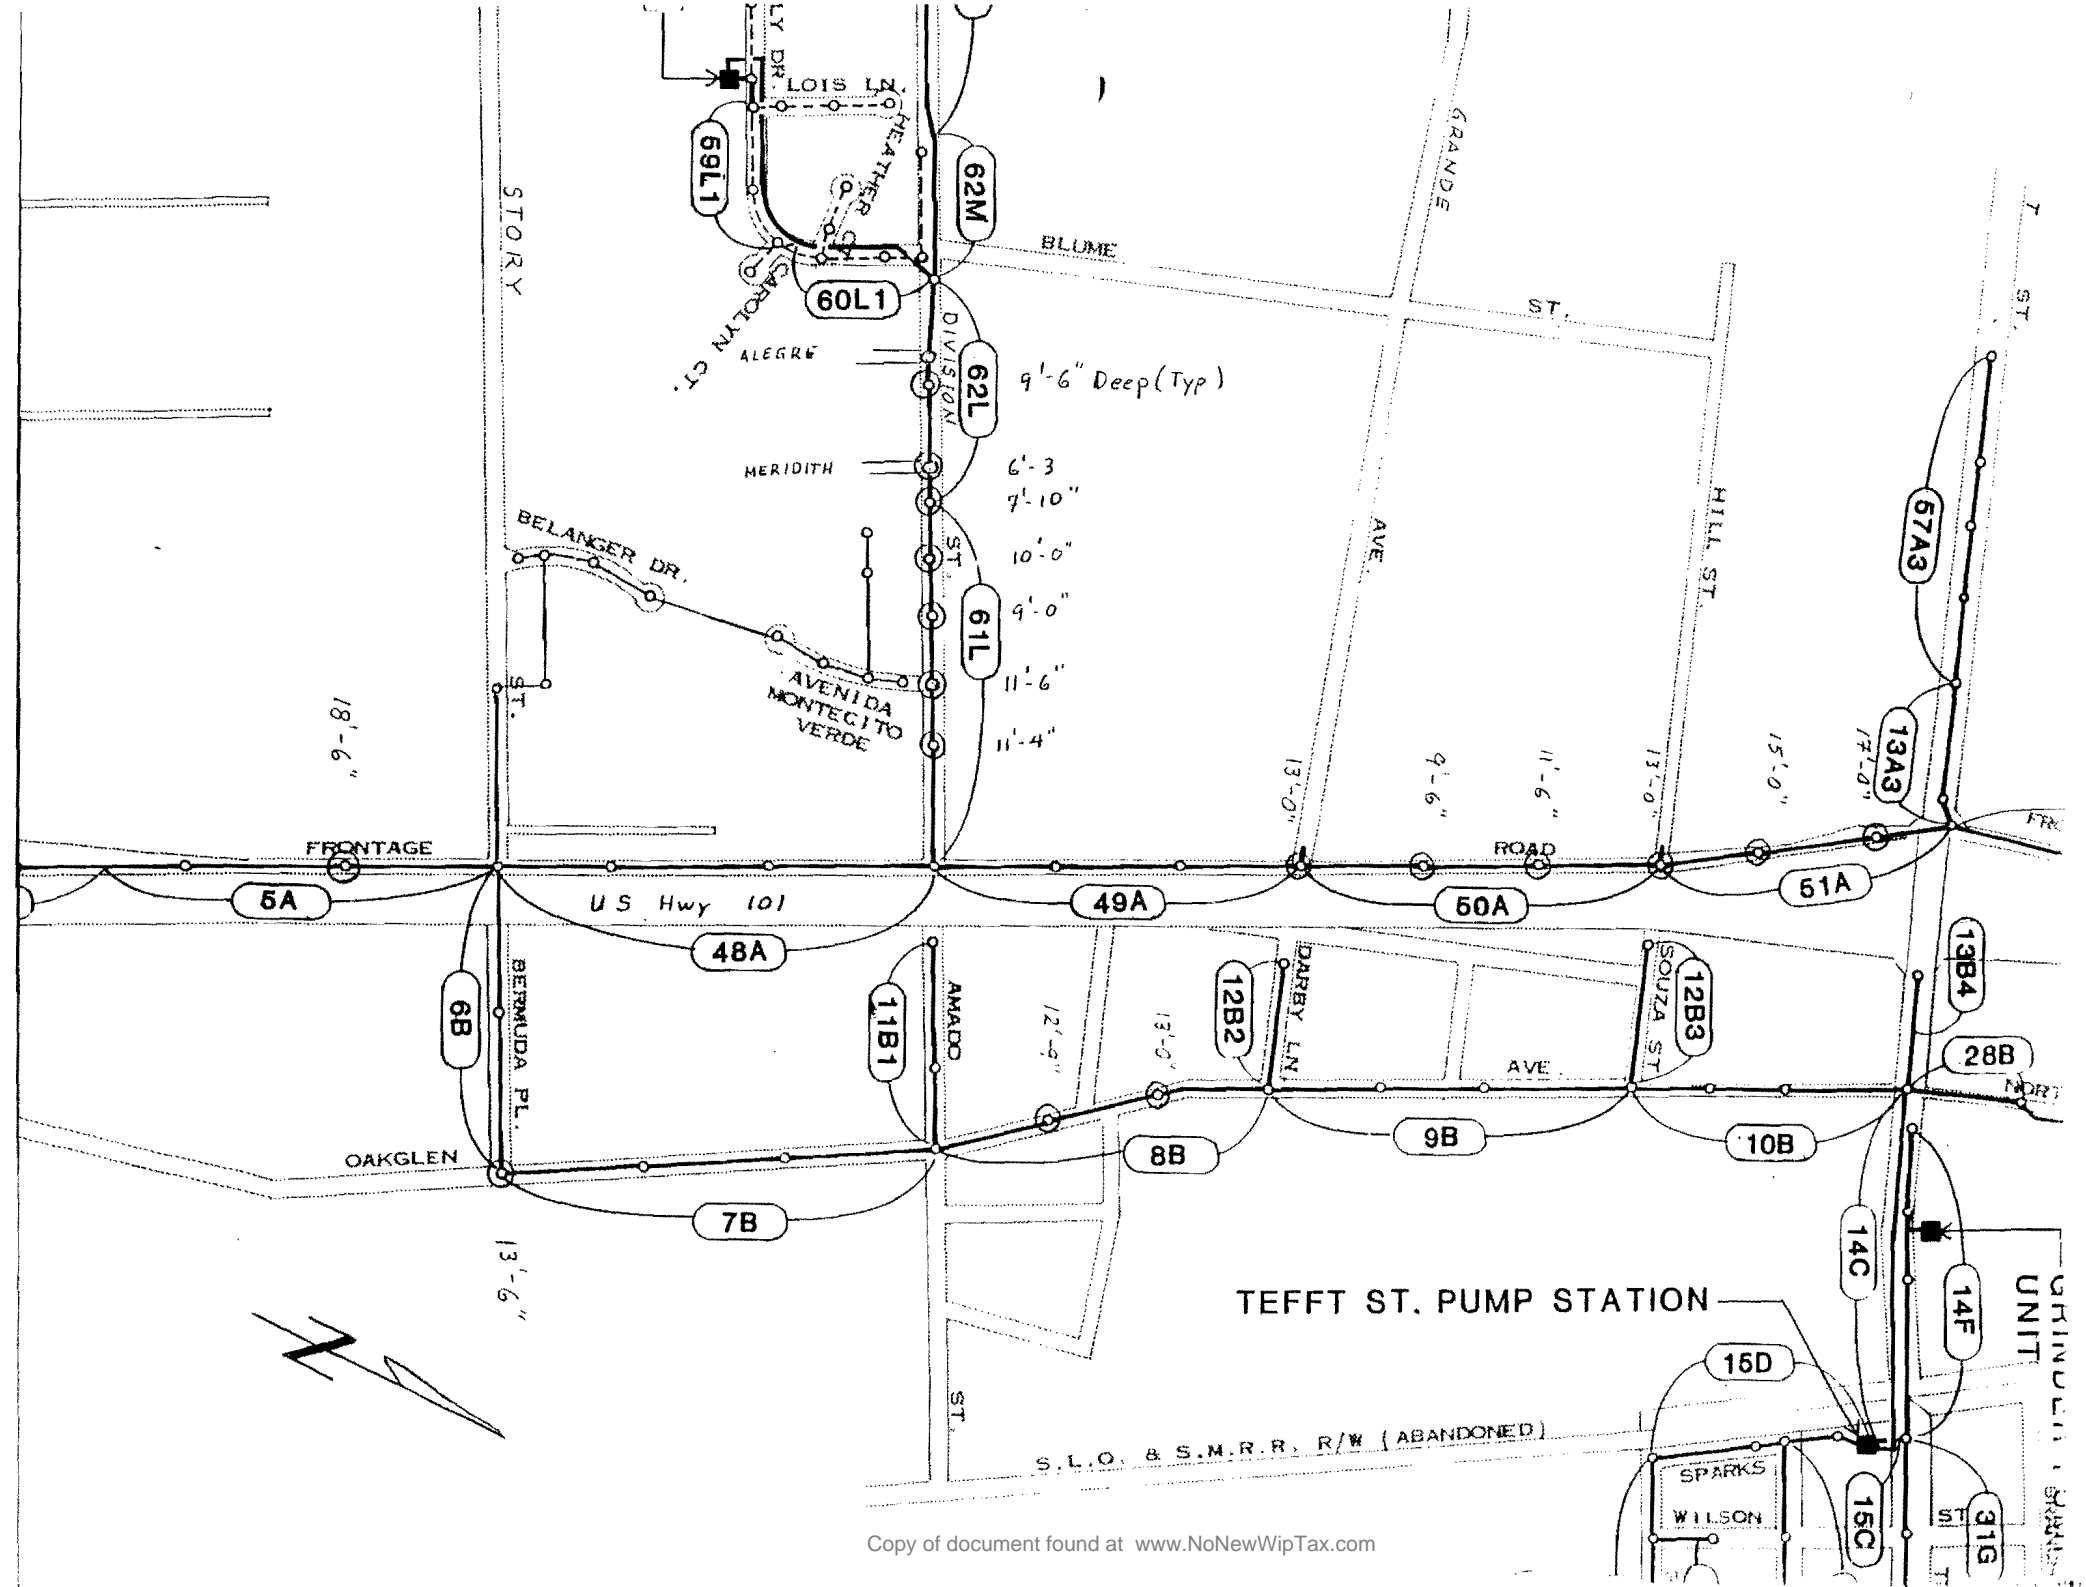 LY DR.
LOIS LN.
HEATHER
CT.
69L1
62M
GRANDE
STORY
BLUME
ST.
60L1
CAROLYN CT.
ALEGRE
DIVISION
62L
9'-6" Deep (Typ)
T
ST.
MERIDITH
6'-3
7'-10"
HILL ST.
57A3
BELANGER DR.
ST.
10'-0"
AVE.
61L
9'-0"
ST.
AVENIDA
MONTECITO
VERDE
11'-6"
11'-4"
18'-6"
13'-0"
9'-6"
11'-6"
13'-0"
15'-0"
17'-0"
13A3
FRONTAGE
ROAD
5A
US Hwy 101
49A
50A
51A
48A
6B
BERMUDA PL.
11B1
AMADO
12'-9"
13'-0"
12B2
DARBY LN.
SOUZA ST
12B3
13B4
AVE.
28B
NORT
OAKGLEN
8B
9B
10B
7B
13'-6"
14C
14F
TEFFT ST. PUMP STATION
UNIT
15D
ST.
S.L.O. & S.M.R.R. R/W (ABANDONED)
SPARKS
WILSON
15C
ST
31G
T
Copy of document found at www.NoNewWipTax.com